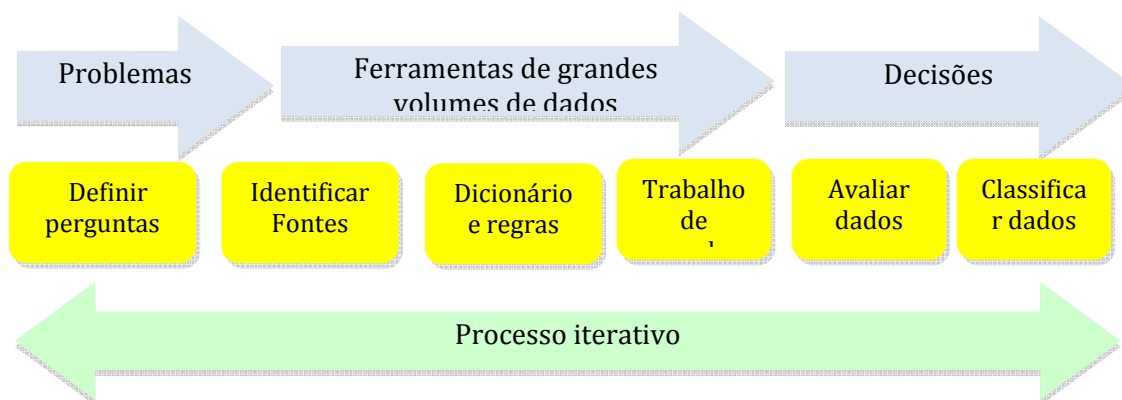 Problemas
Ferramentas de grandes
volumes de dados
Decisões
Definir
perguntas
Identificar
Fontes
Dicionário
e regras
Trabalho
de
Avaliar
dados
Classifica
r dados
Processo iterativo